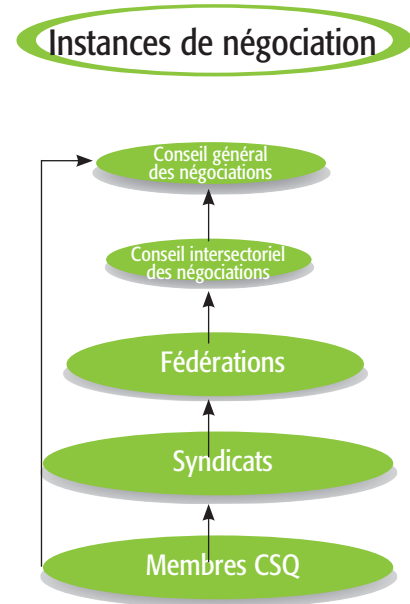 Instances de négociation
Conseil général
des négociations
Conseil intersectoriel
des négociations
Fédérations
Syndicats
Membres CSQ